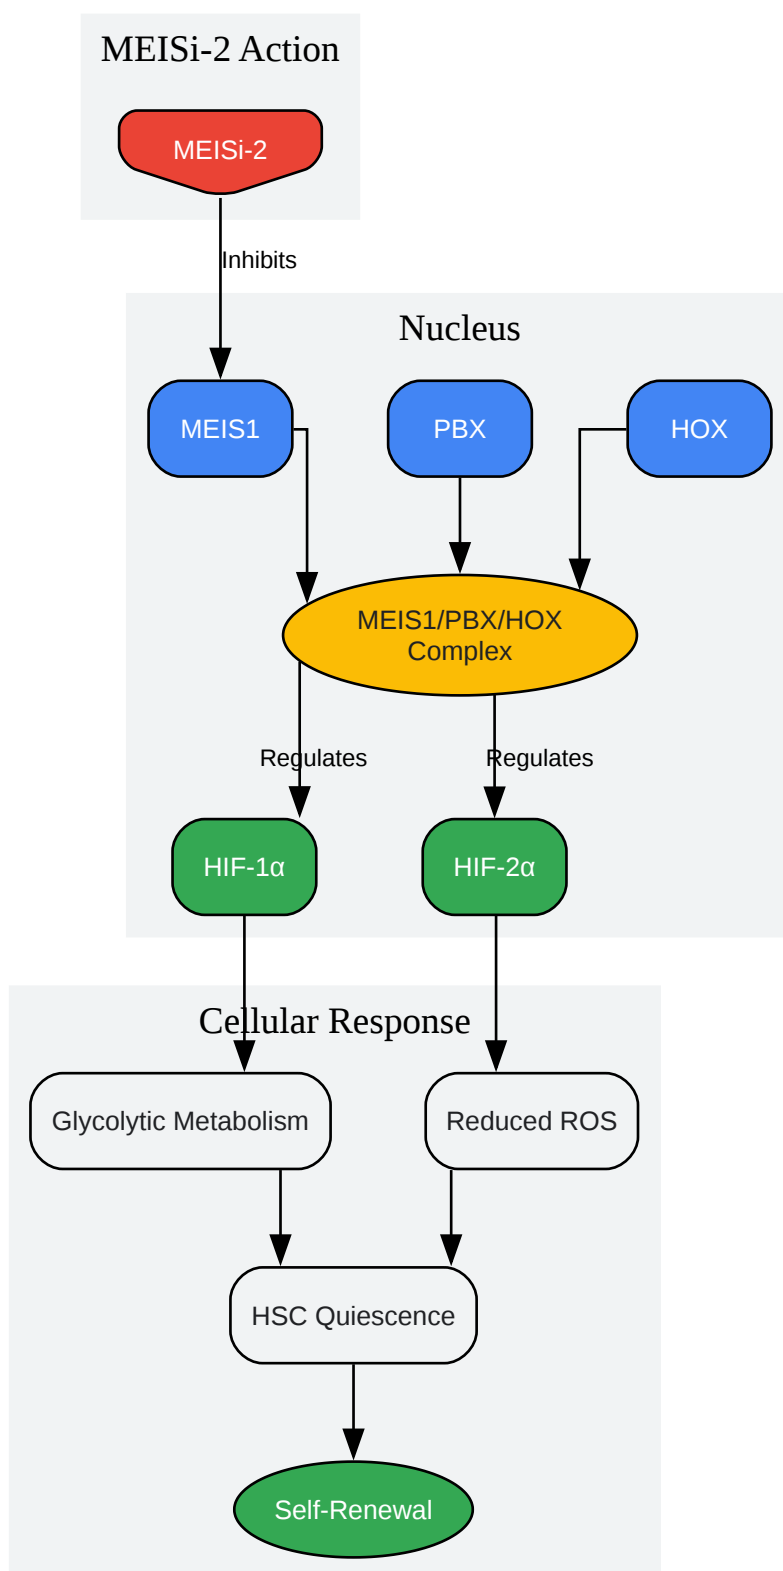 MEISi-2 Action
MEISi-2
Inhibits
Nucleus
MEIS1
PBX
HOX
MEIS1/PBX/HOX
Complex
Regulates
Regulates
HIF-1α
HIF-2α
Cellular Response
Glycolytic Metabolism
Reduced ROS
HSC Quiescence
Self-Renewal